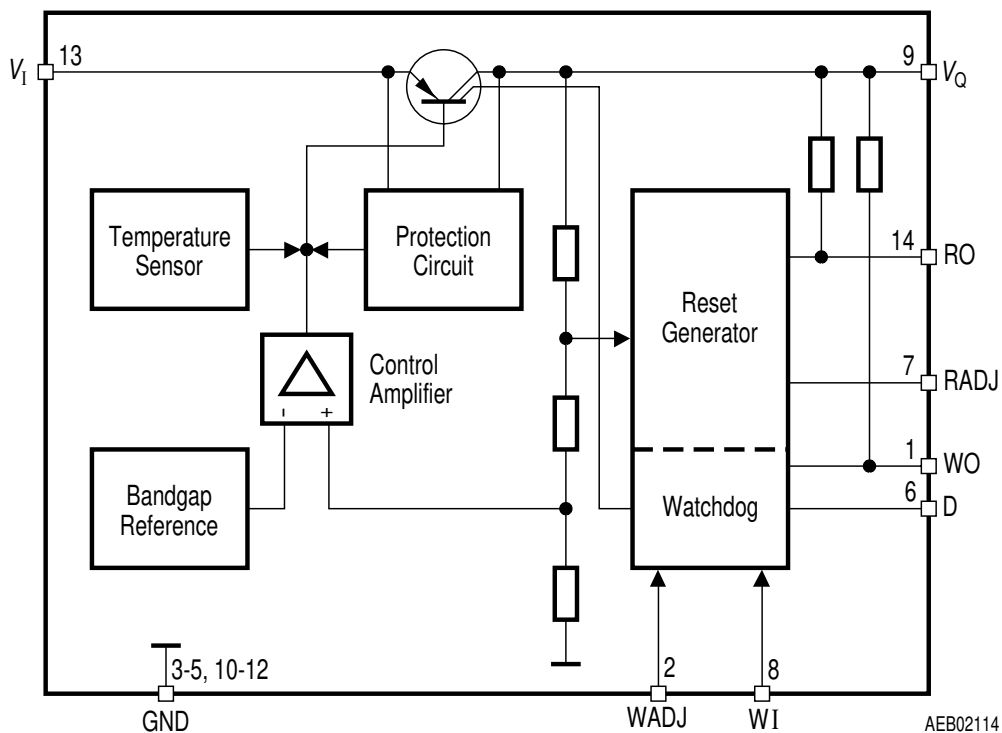 13
V_I
9
V_Q
Temperature
Sensor
Protection
Circuit
14
RO
Reset
Generator
Control
Amplifier
7
RADJ
- +
1
WO
Bandgap
Reference
Watchdog
6
D
3-5, 10-12
2
8
GND
WADJ
WI
AEB02114